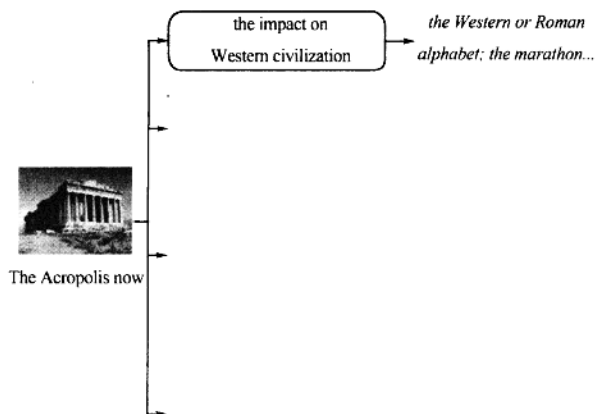 the impact on
Western civilization
the Western or Roman
alphabet; the marathon...
The Acropolis now